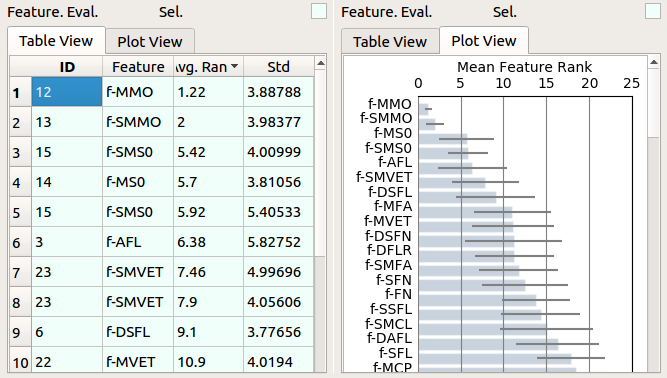 Feature. Eval. Sel.
Table View Plot View
ID Feature Avg. Ran Std
1 12 f-MMO 1.22 3.88788
2 13 f-SMMO 2 3.98377
3 15 f-SMS0 5.42 4.00999
4 14 f-MS0 5.7 3.81056
5 15 f-SMS0 5.92 5.40533
6 3 f-AFL 6.38 5.82752
7 23 f-SMVET 7.46 4.99696
8 23 f-SMVET 7.9 4.05606
9 6 f-DSFL 9.1 3.77656
10 22 f-MVET 10.9 4.0194
Feature. Eval. Sel.
Table View Plot View
Mean Feature Rank
0 5 10 15 20 25
f-MMO
f-SMMO
f-MS0
f-SMS0
f-AFL
f-SMVET
f-DSFL
f-MFA
f-MVET
f-DSFN
f-DFLR
f-SMFA
f-SFN
f-FN
f-SSFL
f-SMCL
f-DAFL
f-SFL
f-MCP